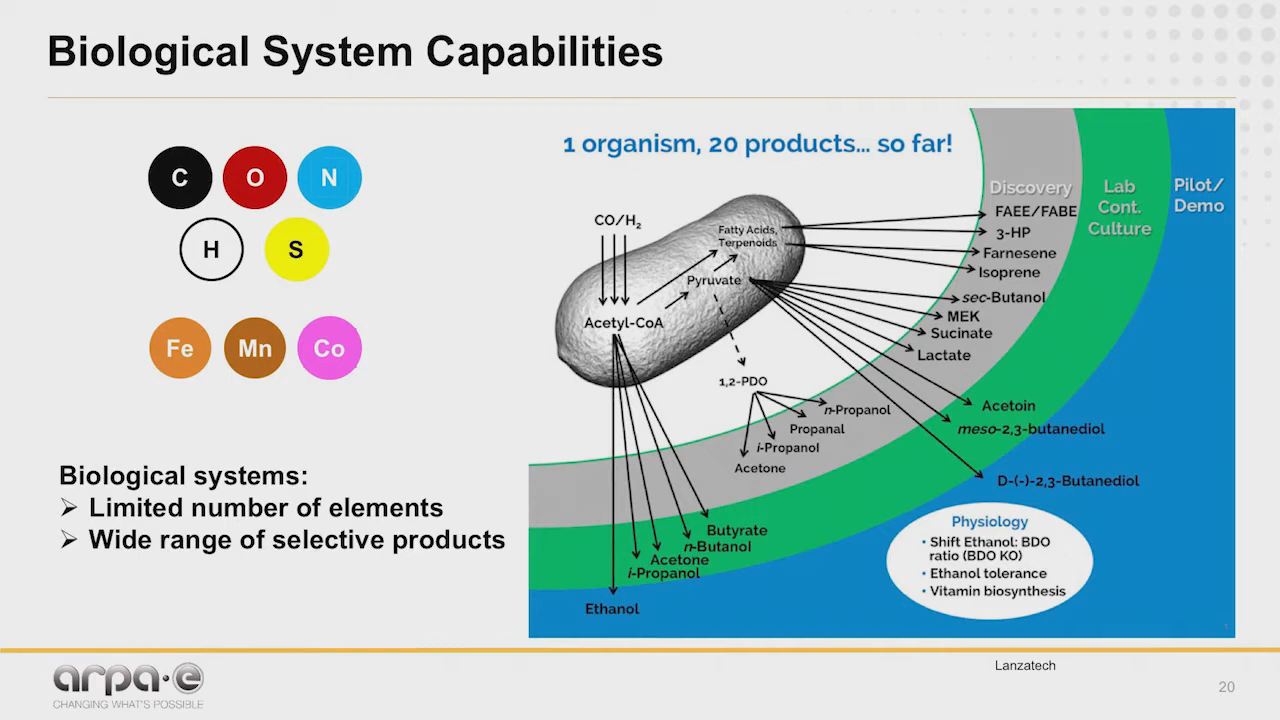 Biological System Capabilities
C O N
H S
Fe Mn Co
Biological systems:
Limited number of elements
Wide range of selective products
1 organism, 20 products... so far!
Discovery
Lab
Cont.
Culture
Pilot/
Demo
CO/H2
Fatty Acids,
Terpenoids
Pyruvate
Acetyl-CoA
1,2-PDO
FAEE/FABE
3-HP
Farnesene
Isoprene
sec-Butanol
MEK
Sucinate
Lactate
n-Propanol
Propanal
i-Propanol
Acetone
Acetoin
meso-2,3-butanediol
D-(-)-2,3-Butanediol
Butyrate
n-Butanol
Acetone
i-Propanol
Ethanol
Physiology
• Shift Ethanol: BDO
ratio (BDO KO)
• Ethanol tolerance
• Vitamin biosynthesis
Lanzatech
arpa·e
CHANGING WHAT'S POSSIBLE
20